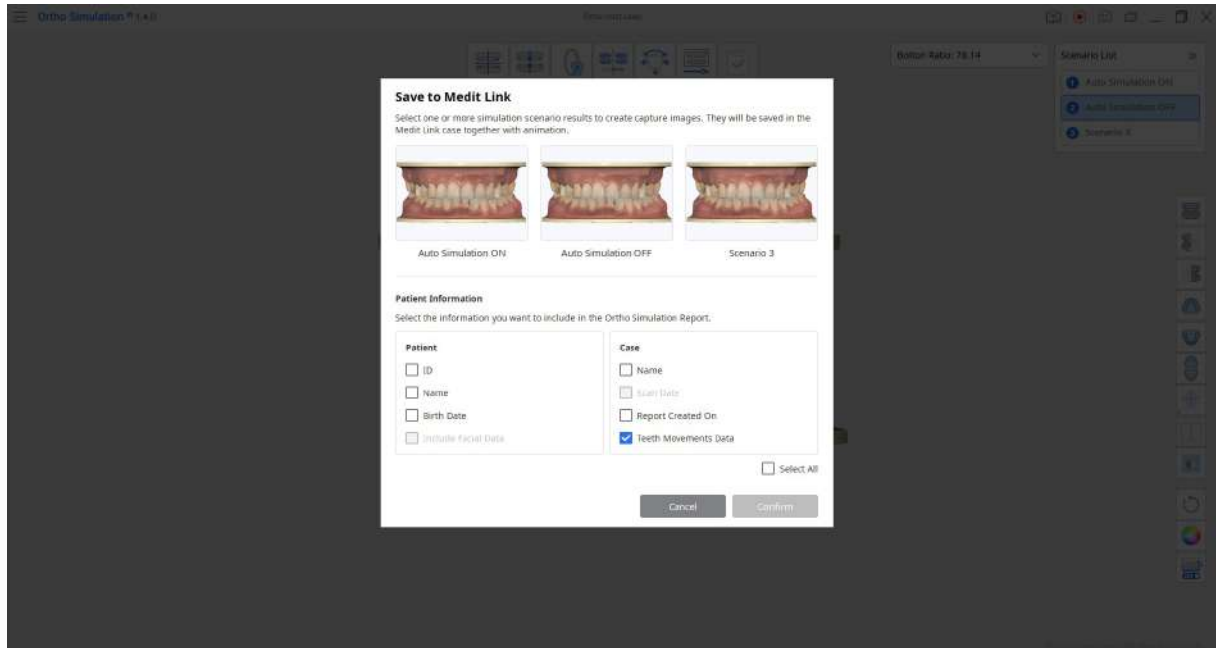 Ortho Simulation
Bolton Ratio: 78.14
Scenario List
1 Auto Simulation ON
2 Auto Simulation OFF
3 Scenario 3
Save to Medit Link
Select one or more simulation scenario results to create capture images. They will be saved in the
Medit Link case together with animation.
Auto Simulation ON
Auto Simulation OFF
Scenario 3
Patient Information
Select the information you want to include in the Ortho Simulation Report.
Patient
ID
Name
Birth Date
Include Facial Data
Case
Name
Scan Date
Report Created On
Teeth Movements Data
Select All
Cancel
Confirm